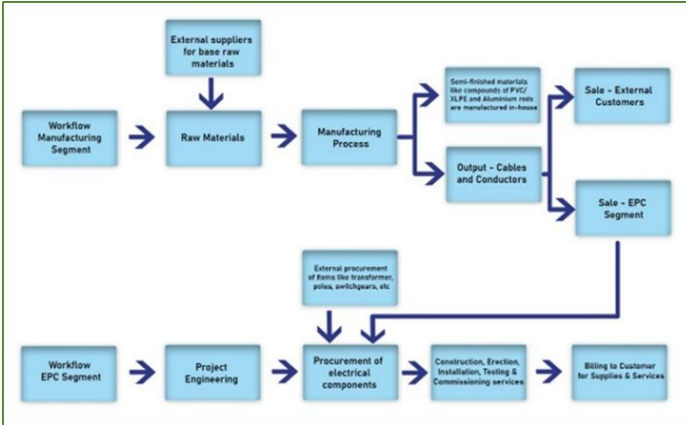 External suppliers
for base raw
materials
Semi-finished materials
like compounds of PVC/
XLPE and Aluminium rods
are manufactured in-house
Sale - External
Customers
Workflow
Manufacturing
Segment
Raw Materials
Manufacturing
Process
Output - Cables
and Conductors
Sale - EPC
Segment
External procurement
of items like transformer,
poles, switchgears, etc
Workflow
EPC Segment
Project
Engineering
Procurement of
electrical
components
Construction, Erection,
Installation, Testing &
Commissioning services
Billing to Customer
for Supplies & Services